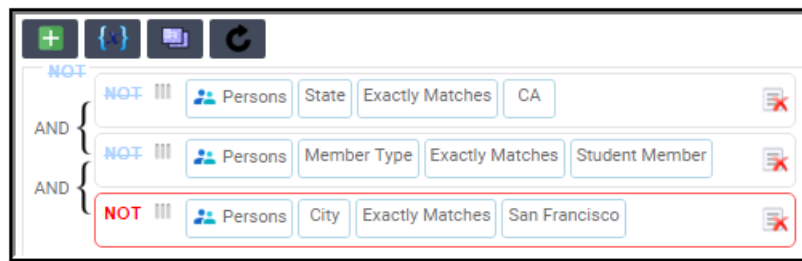 {x}
NOT
NOT Persons State Exactly Matches CA
AND
NOT Persons Member Type Exactly Matches Student Member
AND
NOT Persons City Exactly Matches San Francisco